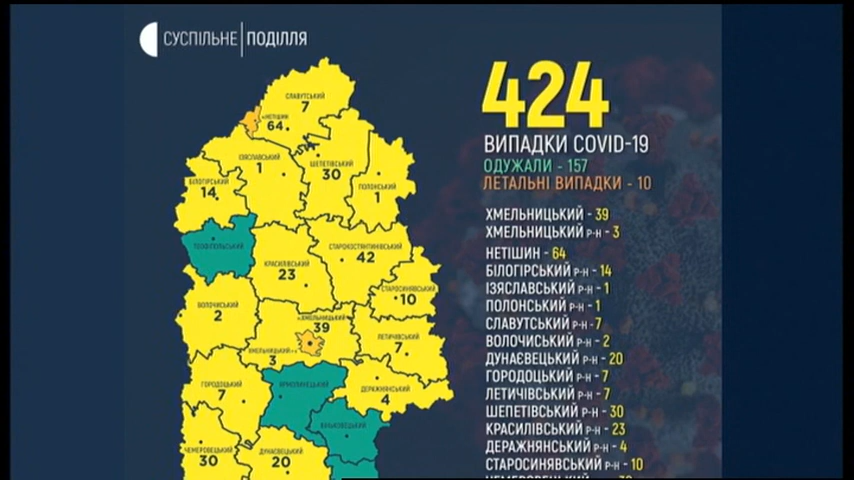 СУСПІЛЬНЕ ПОДІЛЛЯ
424
ВИПАДКИ COVID-19
ОДУЖАЛИ - 157
ЛЕТАЛЬНІ ВИПАДКИ - 10
ХМЕЛЬНИЦЬКИЙ - 39
ХМЕЛЬНИЦЬКИЙ Р-Н - 3
НЕТІШИН - 64
БІЛОГІРСЬКИЙ Р-Н - 14
ІЗЯСЛАВСЬКИЙ Р-Н - 1
ПОЛОНСЬКИЙ Р-Н - 1
СЛАВУТСЬКИЙ Р-Н - 7
ВОЛОЧИСЬКИЙ Р-Н - 2
ДУНАЄВЕЦЬКИЙ Р-Н - 20
ГОРОДОЦЬКИЙ Р-Н - 7
ЛЕТИЧІВСЬКИЙ Р-Н - 7
ШЕПЕТІВСЬКИЙ Р-Н - 30
КРАСИЛІВСЬКИЙ Р-Н - 23
ДЕРАЖНЯНСЬКИЙ Р-Н - 4
СТАРОСИНЯВСЬКИЙ Р-Н - 10
СЛАВУТСЬКИЙ
7
НЕТІШИН
64
ІЗЯСЛАВСЬКИЙ
1
ШЕПЕТІВСЬКИЙ
30
БІЛОГІРСЬКИЙ
14
ПОЛОНСЬКИЙ
1
ТЕОФІПОЛЬСЬКИЙ
СТАРОКОСТЯНТИНІВСЬКИЙ
42
КРАСИЛІВСЬКИЙ
23
СТАРОСИНЯВСЬКИЙ
10
ВОЛОЧИСЬКИЙ
2
м.ХМЕЛЬНИЦЬКИЙ
39
ЛЕТИЧІВСЬКИЙ
7
ХМЕЛЬНИЦЬКИЙ Р-Н
3
ГОРОДОЦЬКИЙ
7
ЯРМОЛИНЕЦЬКИЙ
ДЕРАЖНЯНСЬКИЙ
4
ВІНЬКОВЕЦЬКИЙ
ЧЕМЕРОВЕЦЬКИЙ
30
ДУНАЄВЕЦЬКИЙ
20